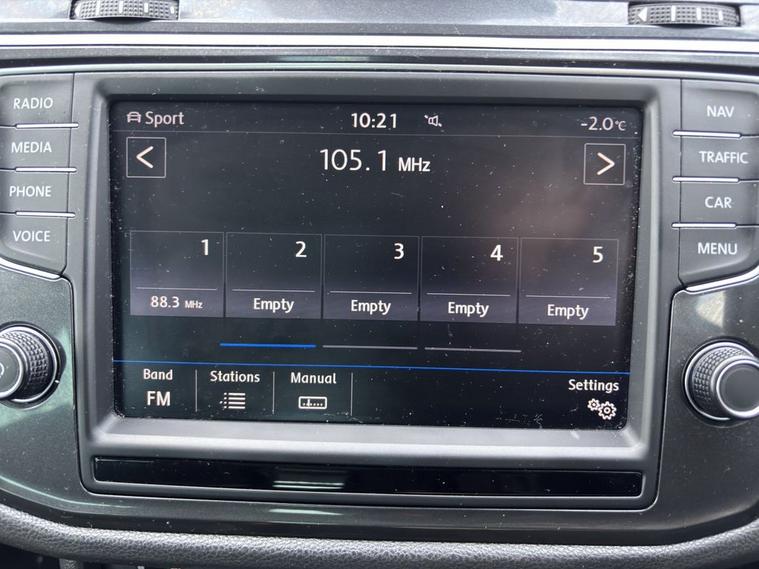 RADIO
MEDIA
PHONE
VOICE
NAV
TRAFFIC
CAR
MENU
Sport 10:21 -2.0°C
< 105.1 MHz >
1 2 3 4 5
88.3 MHz Empty Empty Empty Empty
Band Stations Manual Settings
FM